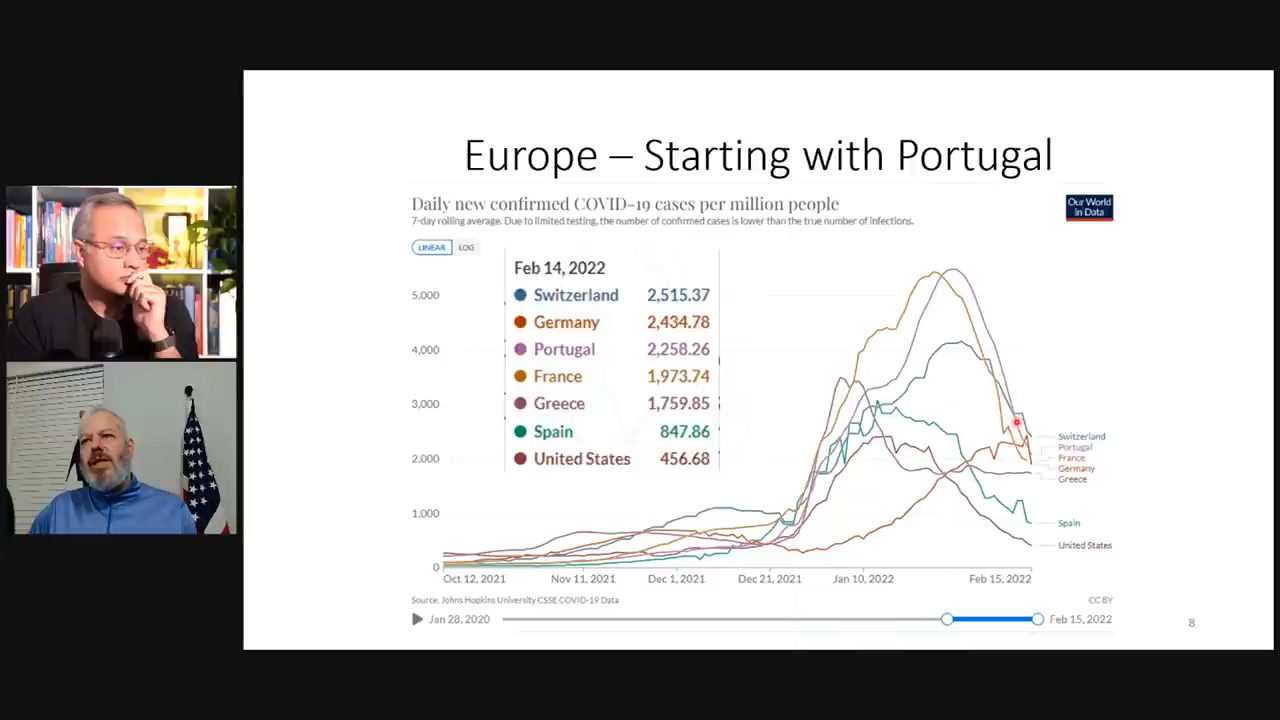 Europe – Starting with Portugal
Daily new confirmed COVID-19 cases per million people
7-day rolling average. Due to limited testing, the number of confirmed cases is lower than the true number of infections.
Our World
in Data
LINEAR LOG
Feb 14, 2022
Switzerland 2,515.37
Germany 2,434.78
Portugal 2,258.26
France 1,973.74
Greece 1,759.85
Spain 847.86
United States 456.68
5,000
4,000
3,000
2,000
1,000
0
Switzerland
Portugal
France
Germany
Greece
Spain
United States
Oct 12, 2021 Nov 11, 2021 Dec 1, 2021 Dec 21, 2021 Jan 10, 2022 Feb 15, 2022
Source: Johns Hopkins University CSSE COVID-19 Data CC BY
Jan 28, 2020 Feb 15, 2022
8